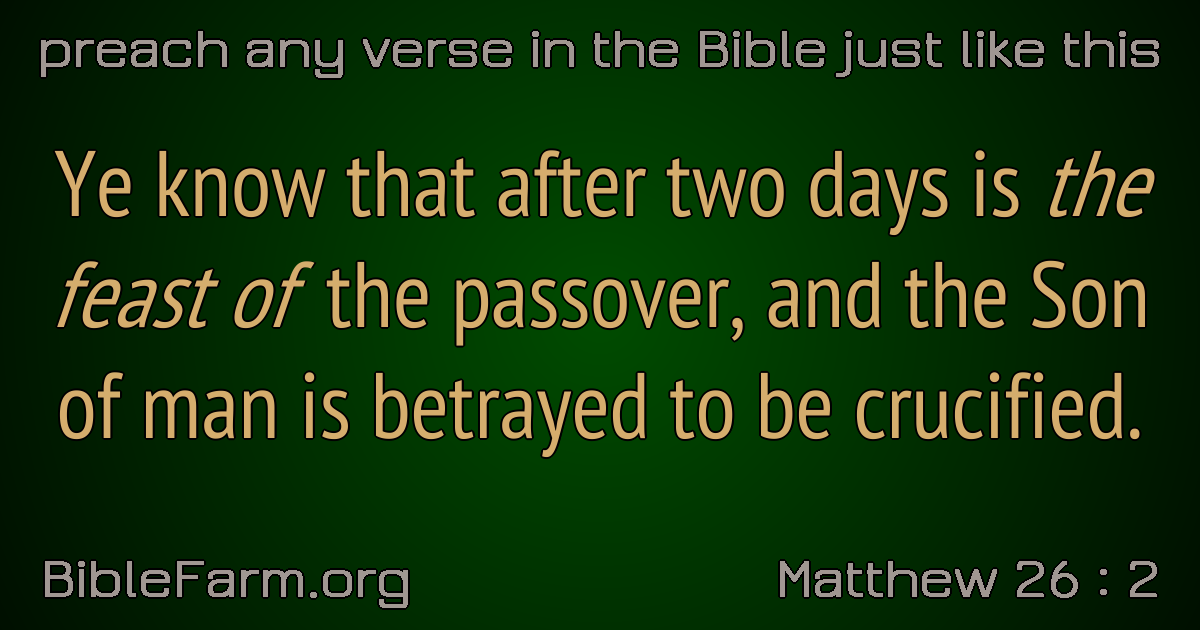 preach any verse in the Bible just like this
Ye know that after two days is the
feast of the passover, and the Son
of man is betrayed to be crucified.
BibleFarm.org
Matthew 26 : 2